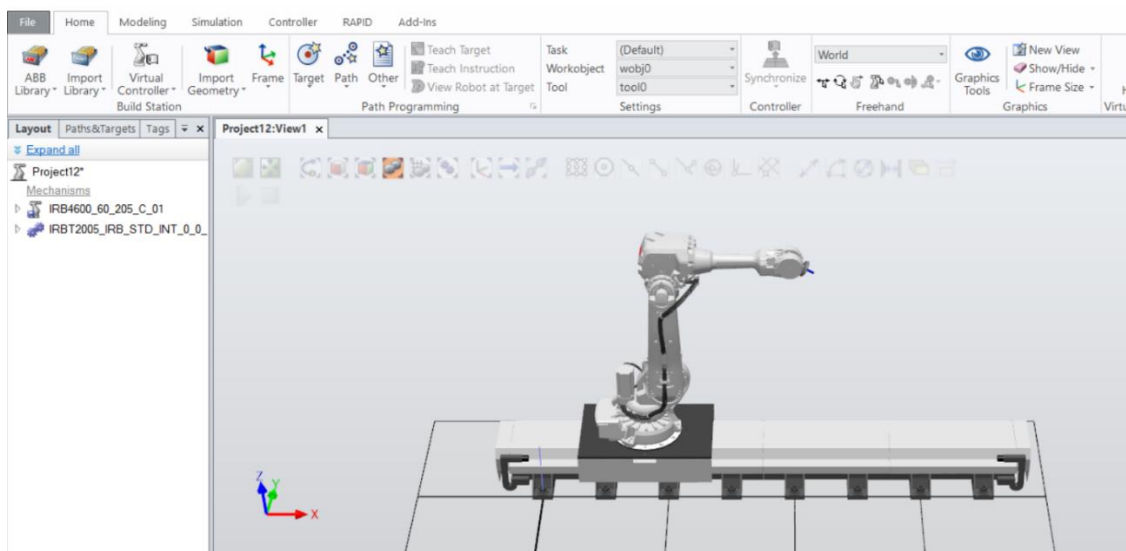 File Home Modeling Simulation Controller RAPID Add-Ins
ABB Library
Import Library
Virtual Controller
Import Geometry
Frame
Build Station
Target
Path
Other
Teach Target
Teach Instruction
View Robot at Target
Path Programming
Task (Default)
Workobject wobj0
Tool tool0
Settings
Synchronize
Controller
World
Freehand
Graphics Tools
New View
Show/Hide
Frame Size
Graphics
Layout Paths&Targets Tags
Project12:View1
Expand all
Project12*
Mechanisms
IRB4600_60_205_C_01
IRBT2005_IRB_STD_INT_0_0_
Z
Y
X